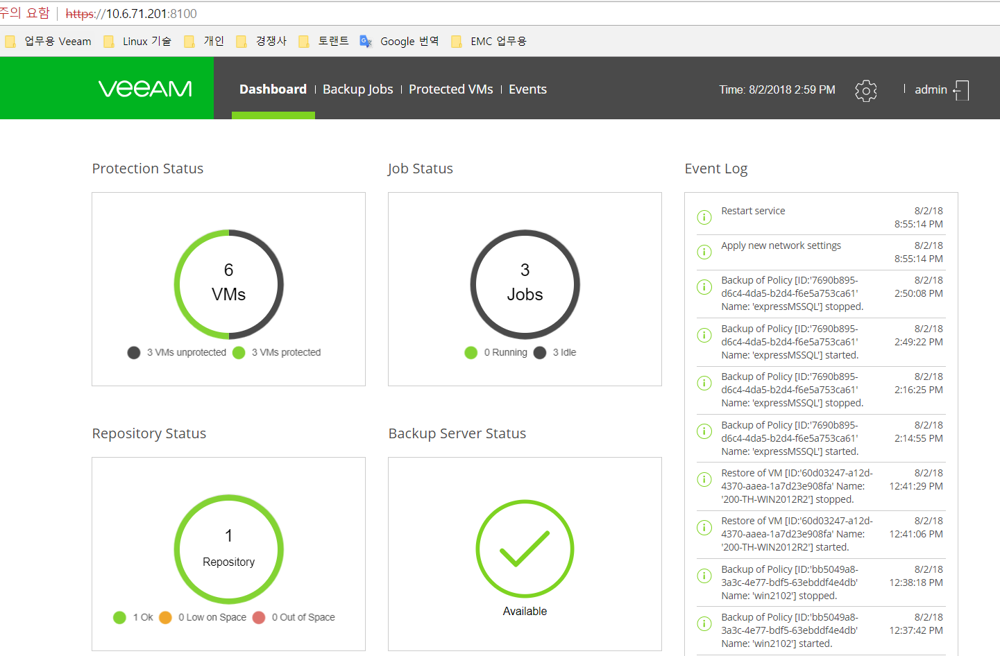 주의 요함 | https://10.6.71.201:8100
업무용 Veeam Linux 기술 개인 경쟁사 토랜트 Google 번역 EMC 업무용
veeAM Dashboard Backup Jobs Protected VMs Events Time: 8/2/2018 2:59 PM admin
Protection Status
6
VMs
3 VMs unprotected 3 VMs protected
Job Status
3
Jobs
0 Running 3 Idle
Repository Status
1
Repository
1 Ok 0 Low on Space 0 Out of Space
Backup Server Status
Available
Event Log
Restart service 8/2/18
8:55:14 PM
Apply new network settings 8/2/18
8:55:14 PM
Backup of Policy [ID:'7690b895- 8/2/18
d6c4-4da5-b2d4-f6e5a753ca61' 2:50:08 PM
Name: 'expressMSSQL'] stopped.
Backup of Policy [ID:'7690b895- 8/2/18
d6c4-4da5-b2d4-f6e5a753ca61' 2:49:22 PM
Name: 'expressMSSQL'] started.
Backup of Policy [ID:'7690b895- 8/2/18
d6c4-4da5-b2d4-f6e5a753ca61' 2:16:25 PM
Name: 'expressMSSQL'] stopped.
Backup of Policy [ID:'7690b895- 8/2/18
d6c4-4da5-b2d4-f6e5a753ca61' 2:14:55 PM
Name: 'expressMSSQL'] started.
Restore of VM [ID:'60d03247-a12d- 8/2/18
4370-aaea-1a7d23e908fa' Name: 12:41:29 PM
'200-TH-WIN2012R2'] stopped.
Restore of VM [ID:'60d03247-a12d- 8/2/18
4370-aaea-1a7d23e908fa' Name: 12:41:06 PM
'200-TH-WIN2012R2'] started.
Backup of Policy [ID:'bb5049a8- 8/2/18
3a3c-4e77-bdf5-63ebddf4e4db' 12:38:18 PM
Name: 'win2102'] stopped.
Backup of Policy [ID:'bb5049a8- 8/2/18
3a3c-4e77-bdf5-63ebddf4e4db' 12:37:42 PM
Name: 'win2102'] started.